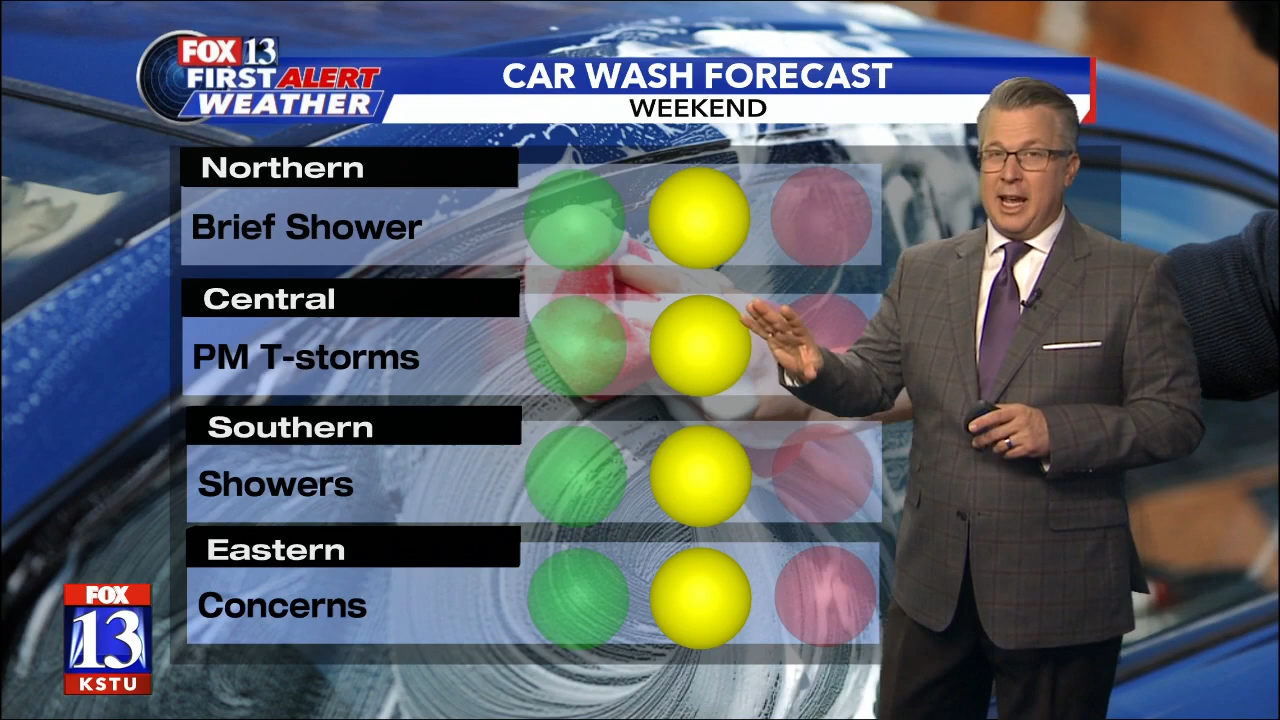 FOX 13
FIRST ALERT
WEATHER
CAR WASH FORECAST
WEEKEND
Northern
Brief Shower
Central
PM T-storms
Southern
Showers
Eastern
Concerns
FOX
13
KSTU